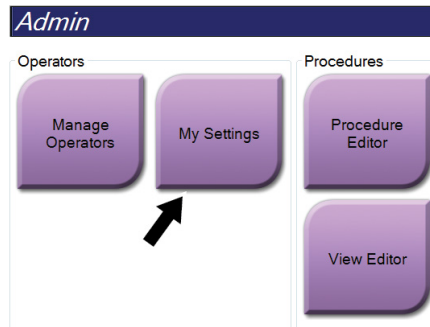 Admin
Operators
Procedures
Manage
Operators
My Settings
Procedure
Editor
View Editor